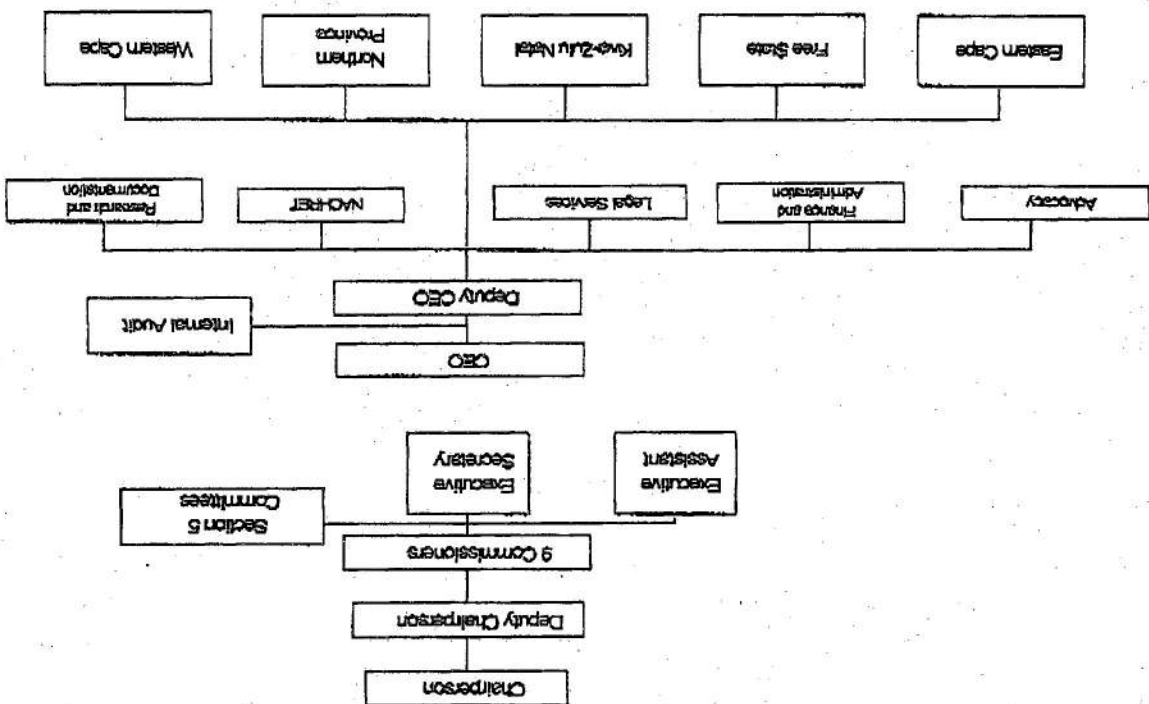 Chairperson
Deputy Chairperson
9 Commissioners
Section 5
Committees
Executive
Assistant
Executive
Secretary
CEO
Internal Audit
Deputy CEO
Advocacy
Finance and
Administration
Legal Services
NACHRET
Research and
Documentation
Eastern Cape
Free State
Kwa-Zulu Natal
Northern
Province
Western Cape